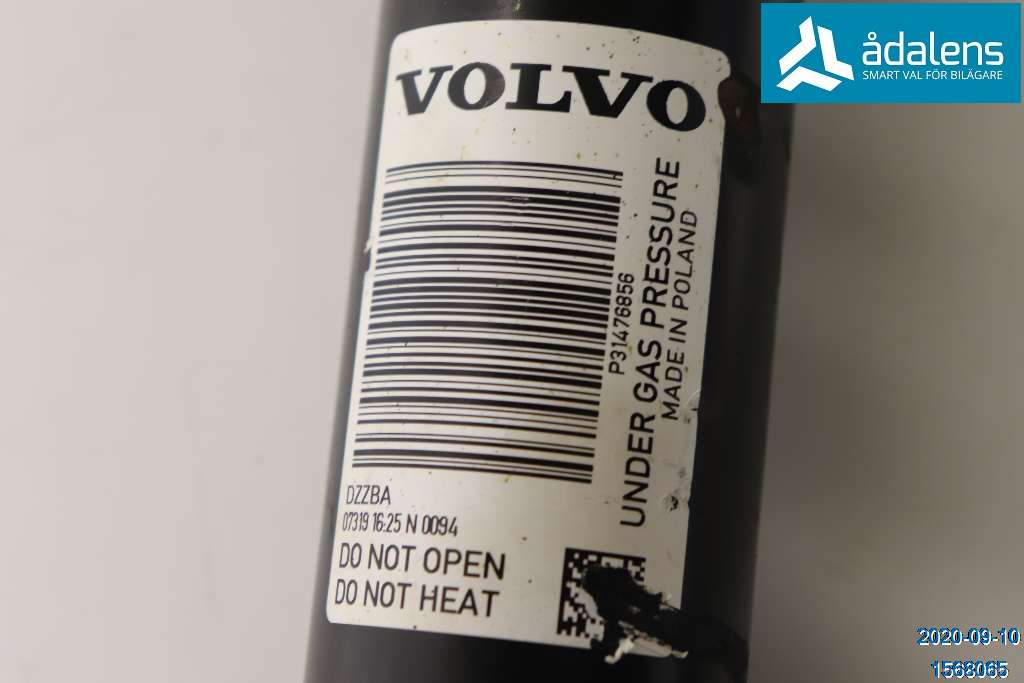 ådalens
SMART VAL FÖR BILÄGARE
VOLVO
P31476856
UNDER GAS PRESSURE
MADE IN POLAND
DZZBA
07319 16:25 N 0094
DO NOT OPEN
DO NOT HEAT
2020-09-10
1568065